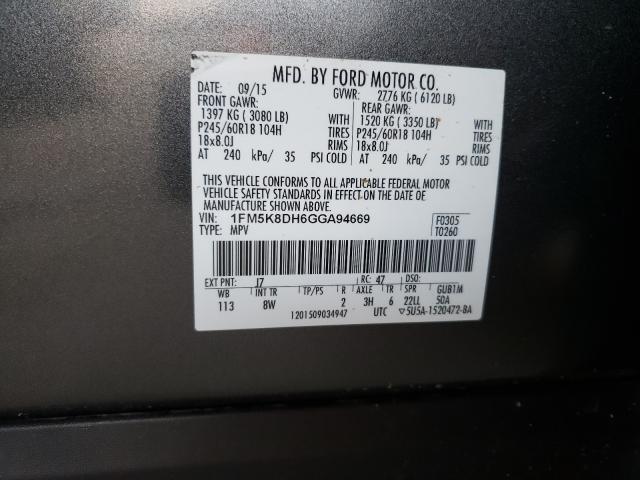 MFD. BY FORD MOTOR CO.
DATE: 09/15 GVWR: 2776 KG ( 6120 LB)
FRONT GAWR: REAR GAWR:
1397 KG ( 3080 LB) WITH 1520 KG ( 3350 LB) WITH
P245/60R18 104H TIRES P245/60R18 104H TIRES
18x8.0J RIMS 18x8.0J RIMS
AT 240 kPa/ 35 PSI COLD AT 240 kPa/ 35 PSI COLD
THIS VEHICLE CONFORMS TO ALL APPLICABLE FEDERAL MOTOR
VEHICLE SAFETY STANDARDS IN EFFECT ON THE DATE OF
MANUFACTURE SHOWN ABOVE.
VIN: 1FM5K8DH6GGA94669 F0305
TYPE: MPV T0260
EXT PNT: J7 RC: 47 DSO:
WB INT TR TP/PS R AXLE TR SPR GUB1M
113 8W 2 3H 6 22LL 50A
1201509034947 UTC ▽5U5A-1520472-BA